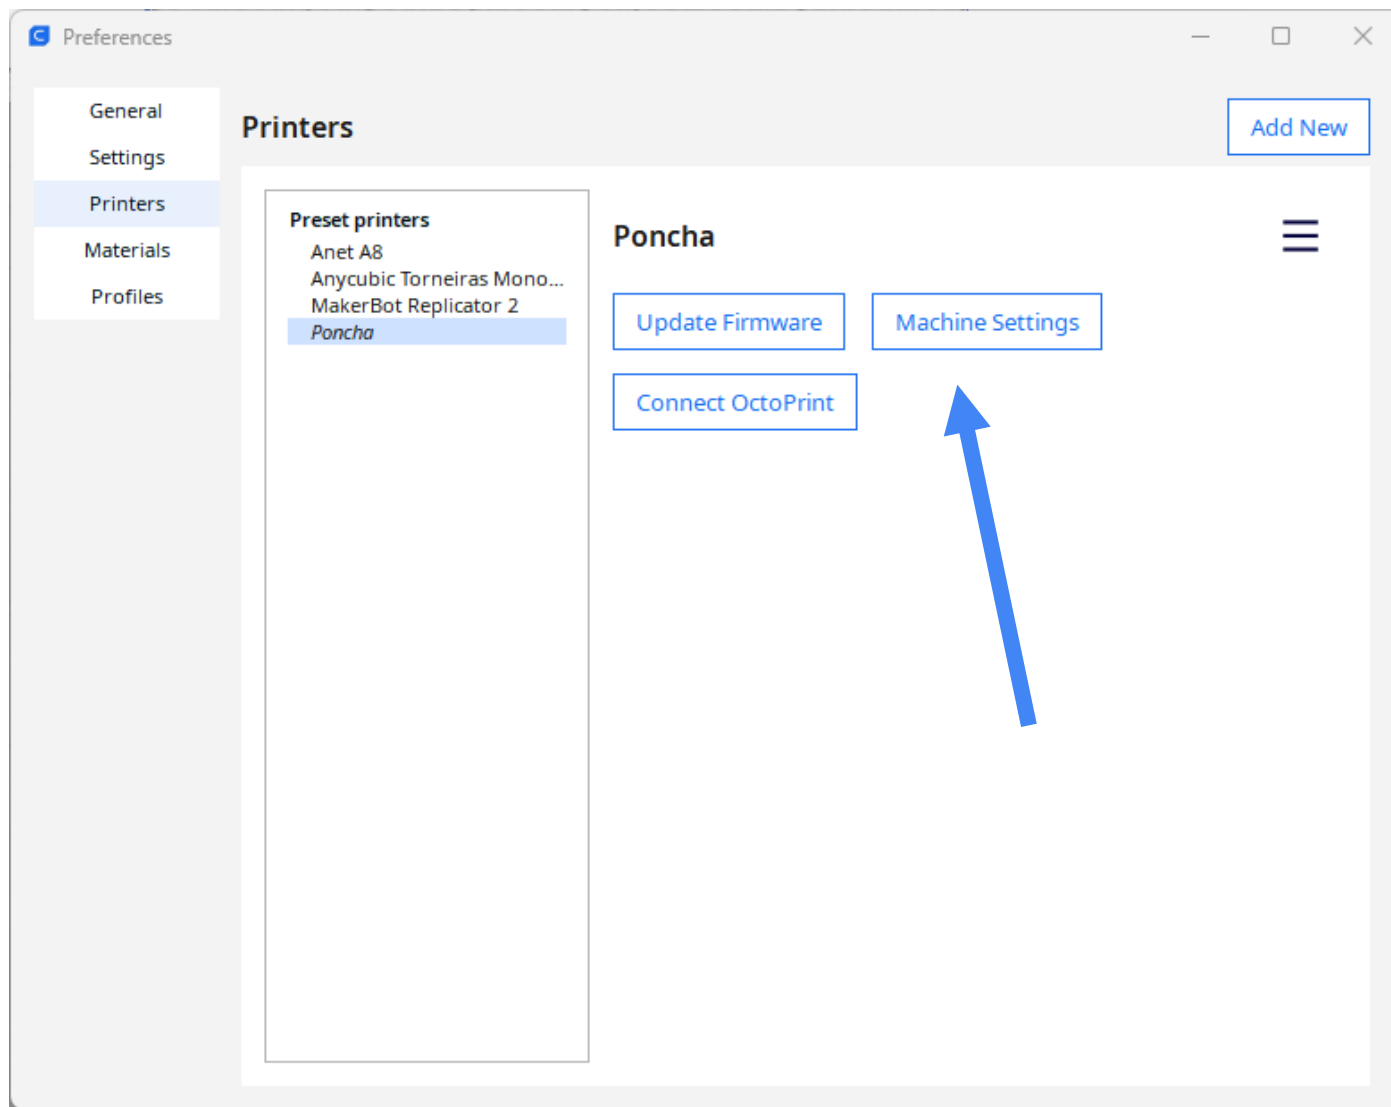 Preferences
General
Settings
Printers
Materials
Profiles
Printers
Add New
Preset printers
Anet A8
Anycubic Torneiras Mono...
MakerBot Replicator 2
Poncha
Poncha
Update Firmware
Machine Settings
Connect OctoPrint